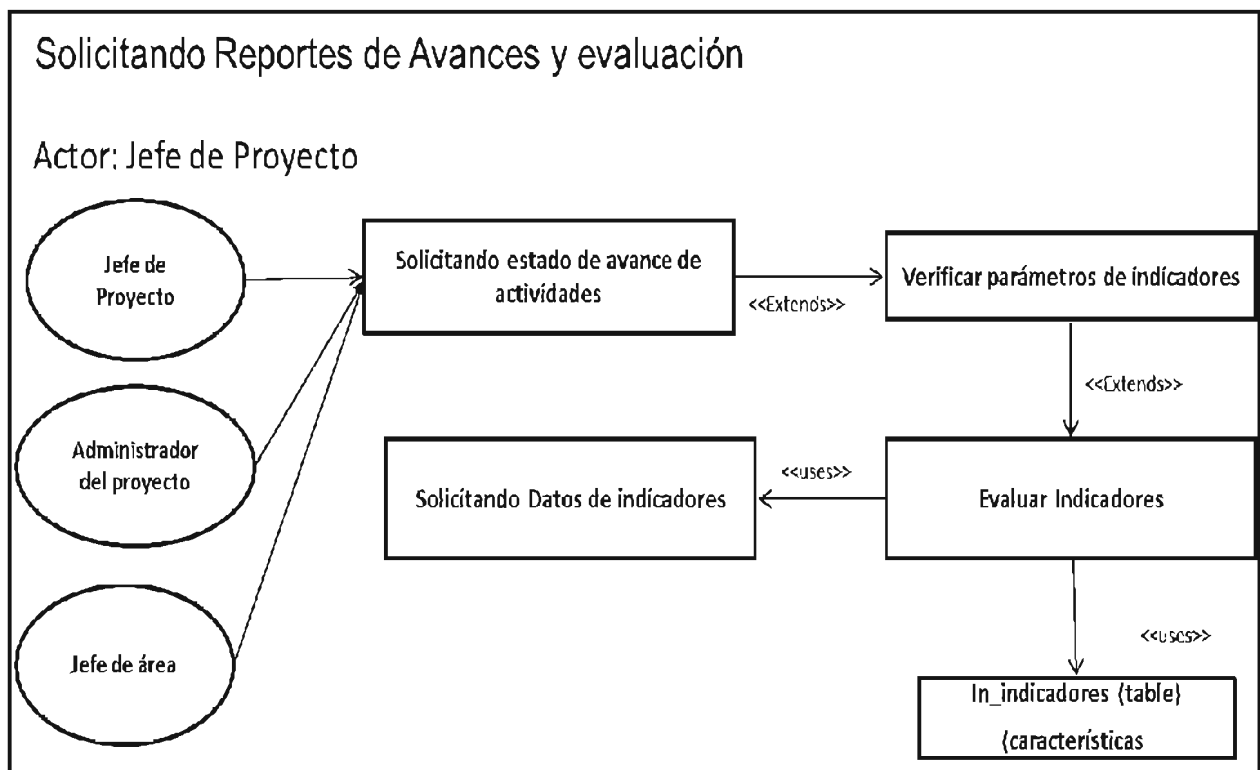 Solicitando Reportes de Avances y evaluación
Actor: Jefe de Proyecto
Jefe de
Proyecto
Solicitando estado de avance de
actividades
<<Extends>>
Verificar parámetros de indicadores
<<Extends>>
Administrador
del proyecto
Solicitando Datos de indicadores
<<uses>>
Evaluar Indicadores
Jefe de área
<<uses>>
In_indicadores {table}
{características